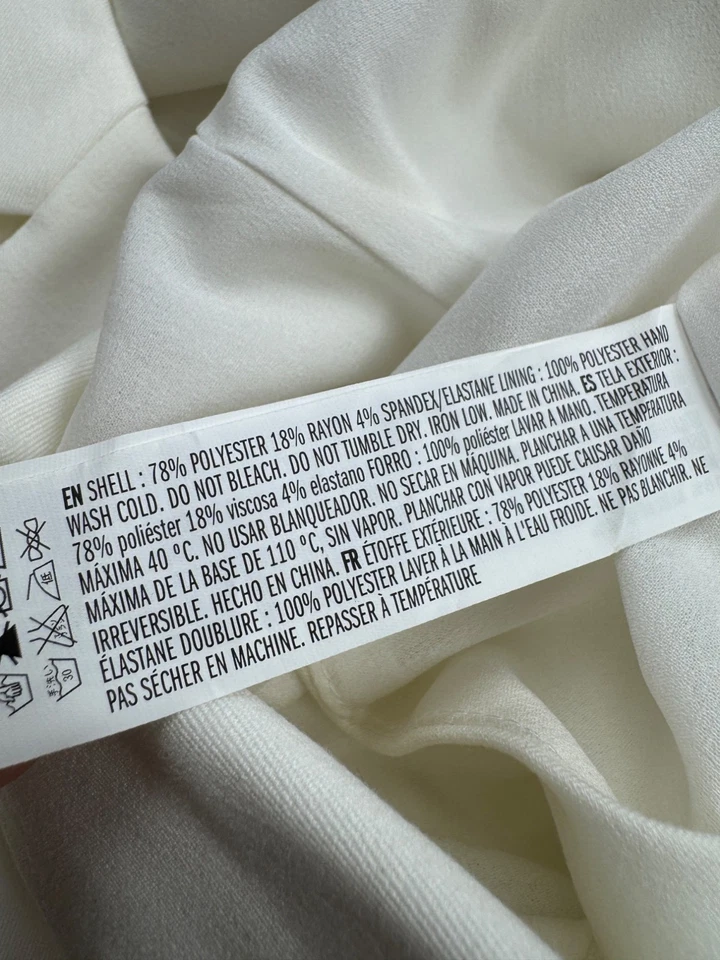 EN SHELL : 78% POLYESTER 18% RAYON 4% SPANDEX/ELASTANE LINING : 100% POLYESTER HAND
WASH COLD. DO NOT BLEACH. DO NOT TUMBLE DRY. IRON LOW. MADE IN CHINA. ES TELA EXTERIOR :
78% poliéster 18% viscosa 4% elastano FORRO : 100% poliéster LAVAR A MANO. TEMPERATURA
MÁXIMA 40 °C. NO USAR BLANQUEADOR. NO SECAR EN MÁQUINA. PLANCHAR A UNA TEMPERATURA
MÁXIMA DE LA BASE DE 110 °C, SIN VAPOR. PLANCHAR CON VAPOR PUEDE CAUSAR DAÑO
IRREVERSIBLE. HECHO EN CHINA. FR ÉTOFFE EXTÉRIEURE : 78% POLYESTER 18% RAYONNE 4%
ÉLASTANE DOUBLURE : 100% POLYESTER LAVER À LA MAIN À L'EAU FROIDE. NE PAS BLANCHIR. NE
PAS SÉCHER EN MACHINE. REPASSER À TEMPÉRATURE
低
手洗い
30